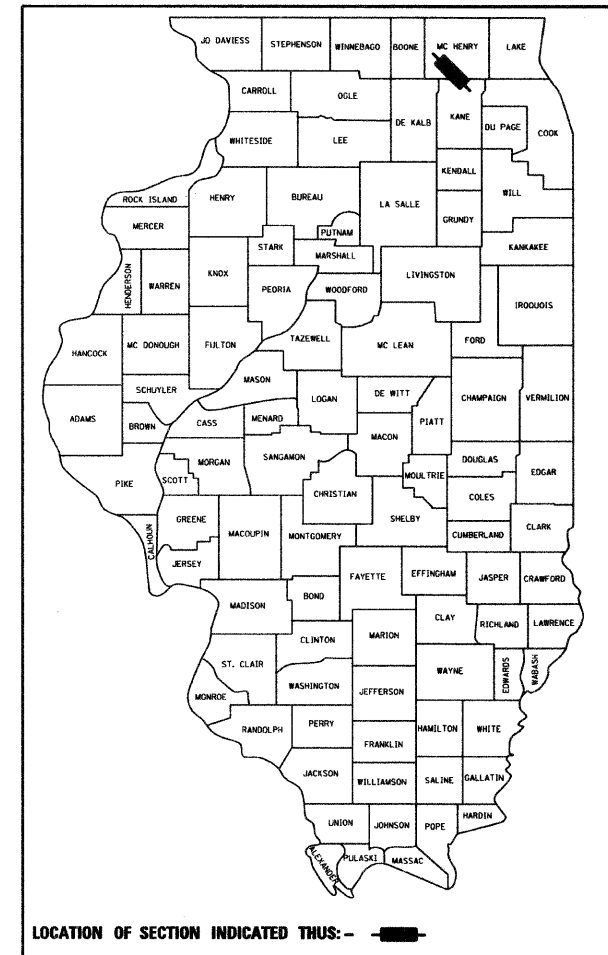 JO DAVIESS STEPHENSON WINNEBAGO BOONE MC HENRY LAKE
CARROLL OGLE DE KALB KANE DU PAGE COOK
WHITESIDE LEE
KENDALL WILL
ROCK ISLAND HENRY BUREAU LA SALLE GRUNDY
MERCER PUTNAM
STARK MARSHALL KANKAKEE
HENDERSON WARREN KNOX PEORIA WOODFORD LIVINGSTON
IROQUOIS
HANCOCK MC DONOUGH FULTON TAZEWELL MC LEAN FORD
SCHUYLER MASON
LOGAN DE WITT CHAMPAIGN VERMILION
ADAMS BROWN CASS MENARD PIATT
MACON
PIKE SCOTT MORGAN SANGAMON MOULTRIE DOUGLAS EDGAR
CHRISTIAN COLES
CALHOUN GREENE MACOUPIN MONTGOMERY SHELBY CUMBERLAND CLARK
JERSEY
FAYETTE EFFINGHAM JASPER CRAWFORD
MADISON BOND
CLAY RICHLAND LAWRENCE
CLINTON MARION
ST. CLAIR WAYNE EDWARDS WABASH
WASHINGTON JEFFERSON
MONROE
RANDOLPH PERRY HAMILTON WHITE
FRANKLIN
JACKSON WILLIAMSON SALINE GALLATIN
HARDIN
UNION JOHNSON POPE
ALEXANDER PULASKI MASSAC
LOCATION OF SECTION INDICATED THUS:-